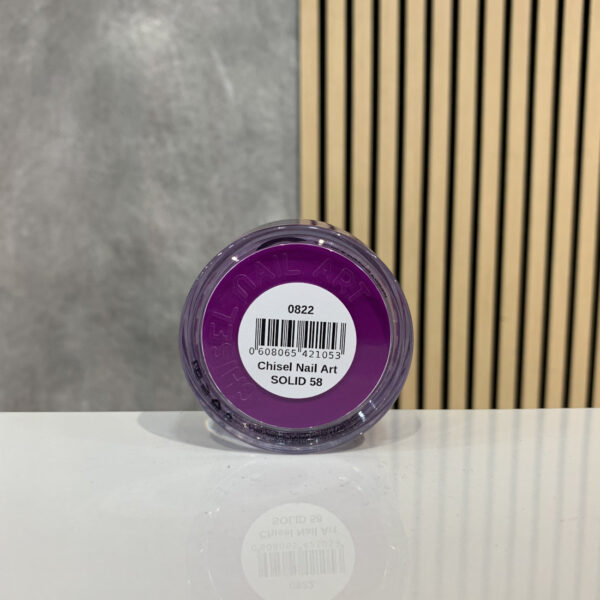 CHISEL NAIL ART
0822
0 608065 421053
Chisel Nail Art
SOLID 58